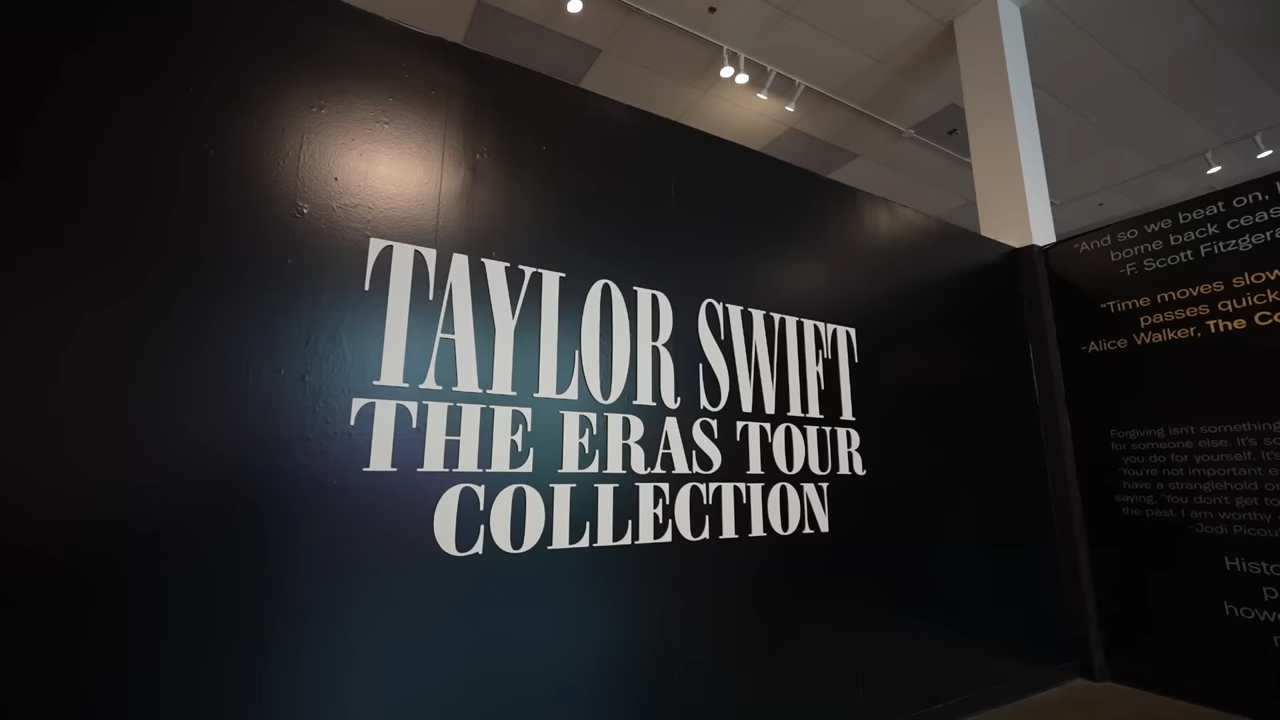 TAYLOR SWIFT
THE ERAS TOUR
COLLECTION
"And so we beat on,
borne back ceas
-F. Scott Fitzgera
"Time moves slow
passes quick
-Alice Walker, The Co
Forgiving isn't something
for someone else. It's
you do for yourself. It's
'You're not important
have a stranglehold
saying, 'You don't get to
the past. I am worthy
~Jodi Picou
Histo
p
how